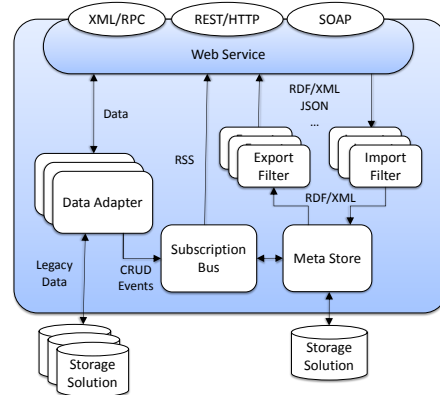 XML/RPC
REST/HTTP
SOAP
Web Service
Data
RSS
RDF/XML
JSON
...
Export
Filter
Import
Filter
RDF/XML
Data Adapter
Subscription
Bus
Meta Store
Legacy
Data
CRUD
Events
Storage
Solution
Storage
Solution